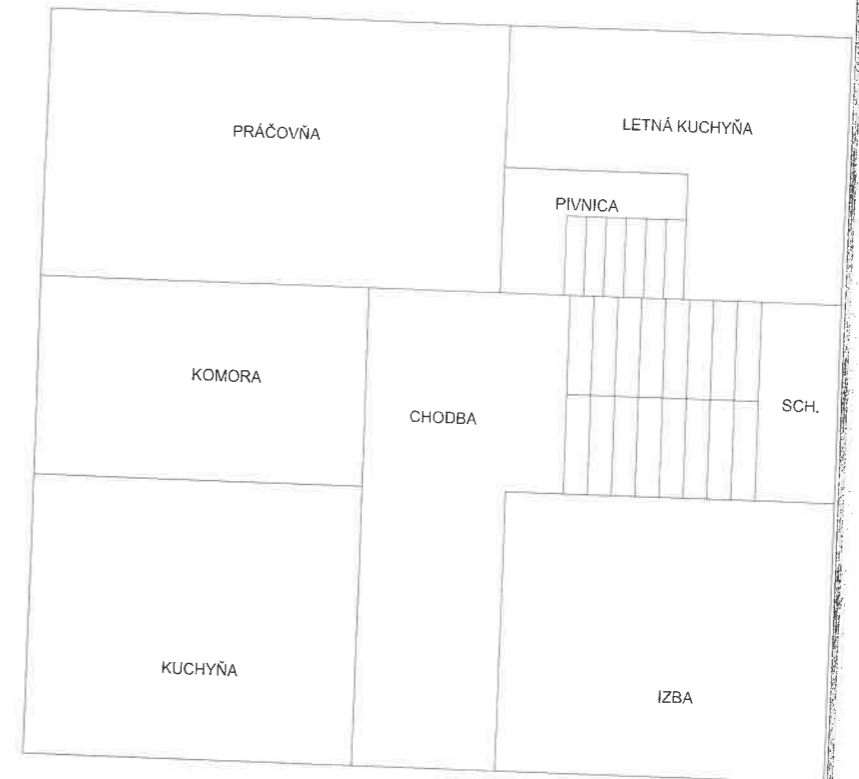 PRÁČOVŇA
LETNÁ KUCHYŇA
PIVNICA
KOMORA
CHODBA
SCH.
KUCHYŇA
IZBA